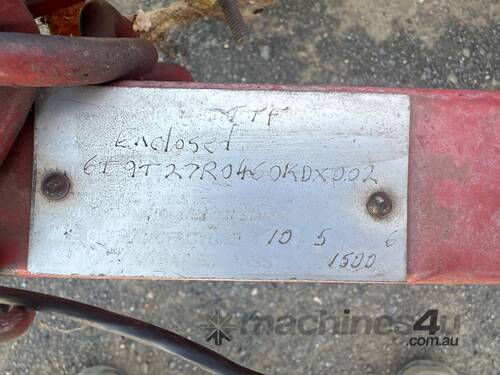 TTF
Enclosed
6T9T27R0460KDX002
10 5 6
1500
machines4u
.com.au